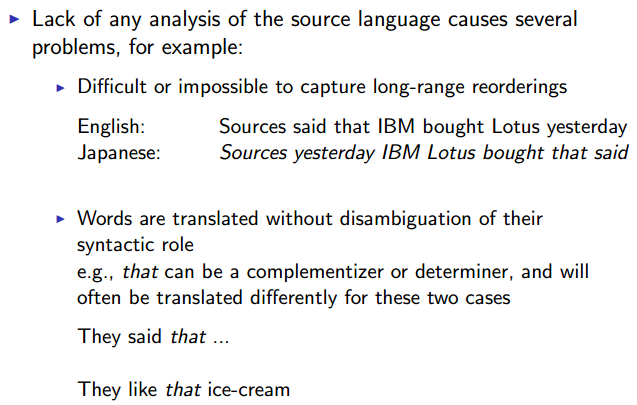 Lack of any analysis of the source language causes several
problems, for example:
Difficult or impossible to capture long-range reorderings
English: Sources said that IBM bought Lotus yesterday
Japanese: Sources yesterday IBM Lotus bought that said
Words are translated without disambiguation of their
syntactic role
e.g., that can be a complementizer or determiner, and will
often be translated differently for these two cases
They said that ...
They like that ice-cream